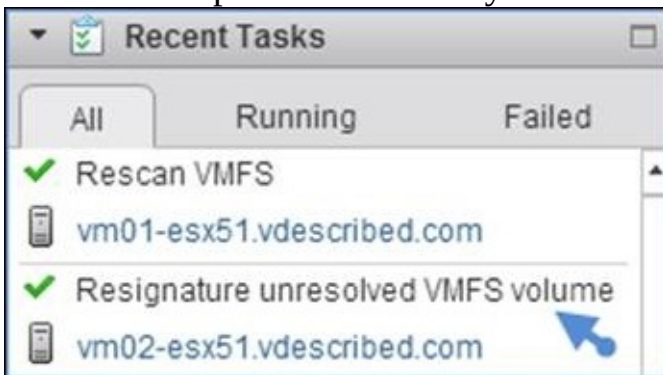 Recent Tasks
All Running Failed
Rescan VMFS
vm01-esx51.vdescribed.com
Resignature unresolved VMFS volume
vm02-esx51.vdescribed.com